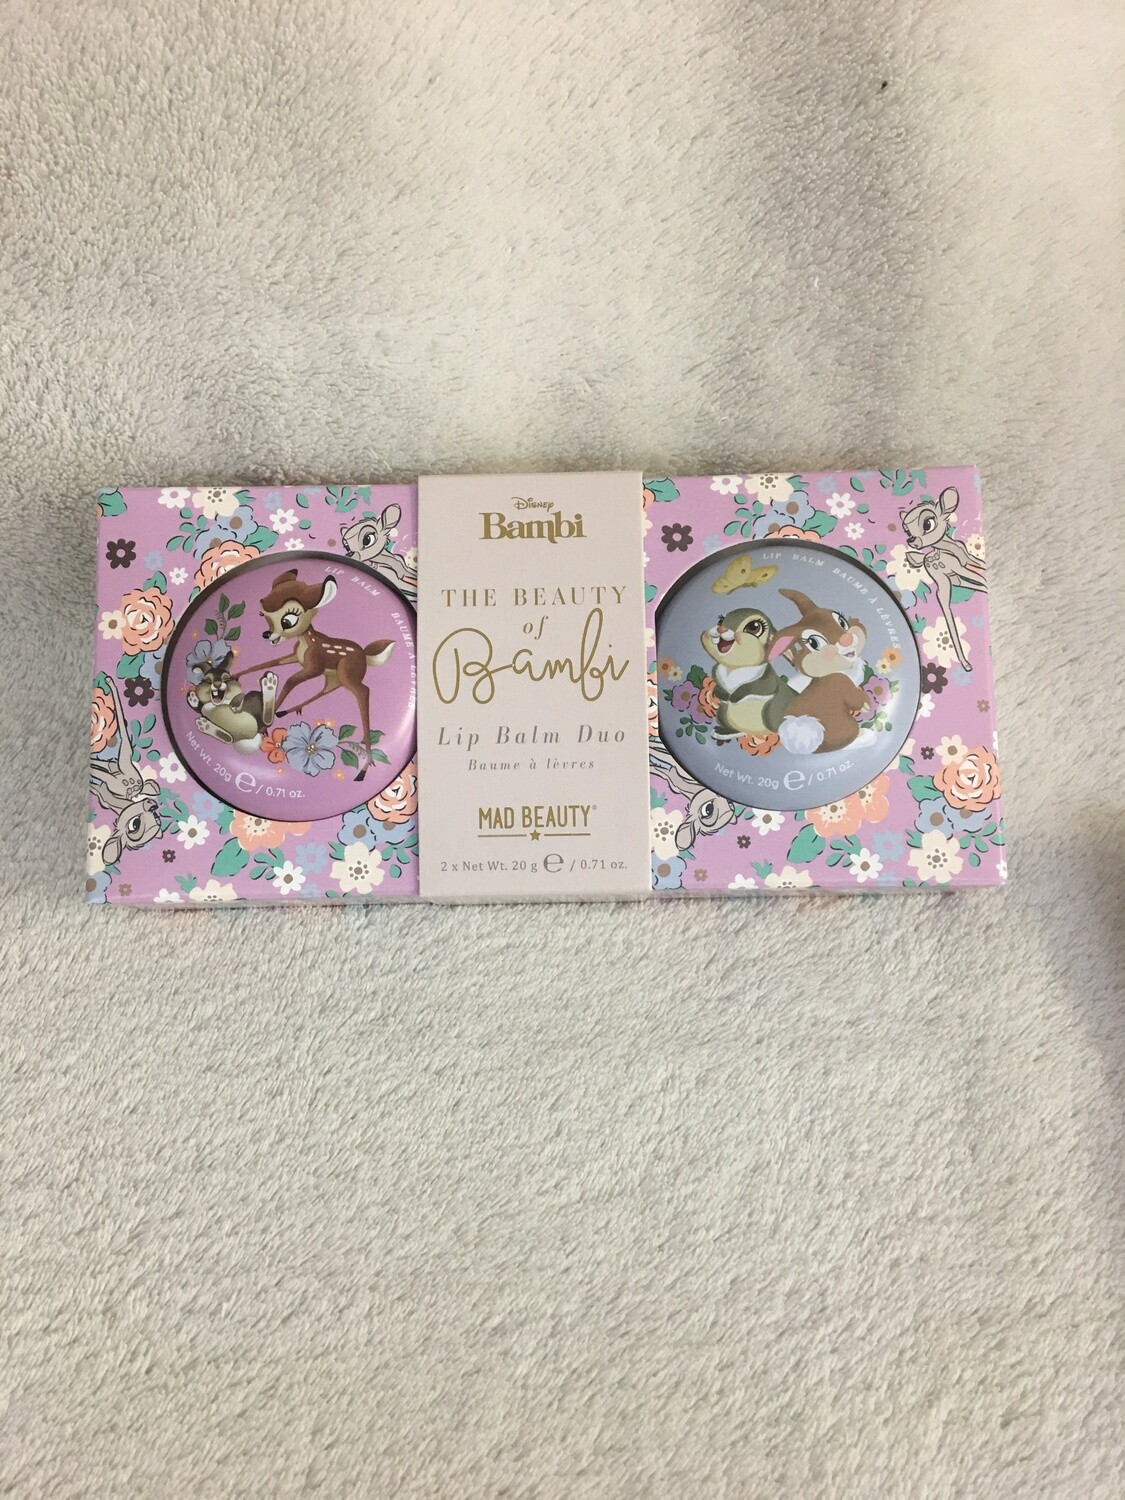 Disney
Bambi
THE BEAUTY
of
Bambi
Lip Balm Duo
Baume à lèvres
MAD BEAUTY®
2 x Net Wt. 20 g ℮ / 0.71 oz.
LIP BALM BAUME À LÈVRES
Net Wt. 20g ℮ / 0.71 oz.
LIP BALM BAUME À LÈVRES
Net Wt. 20g ℮ / 0.71 oz.